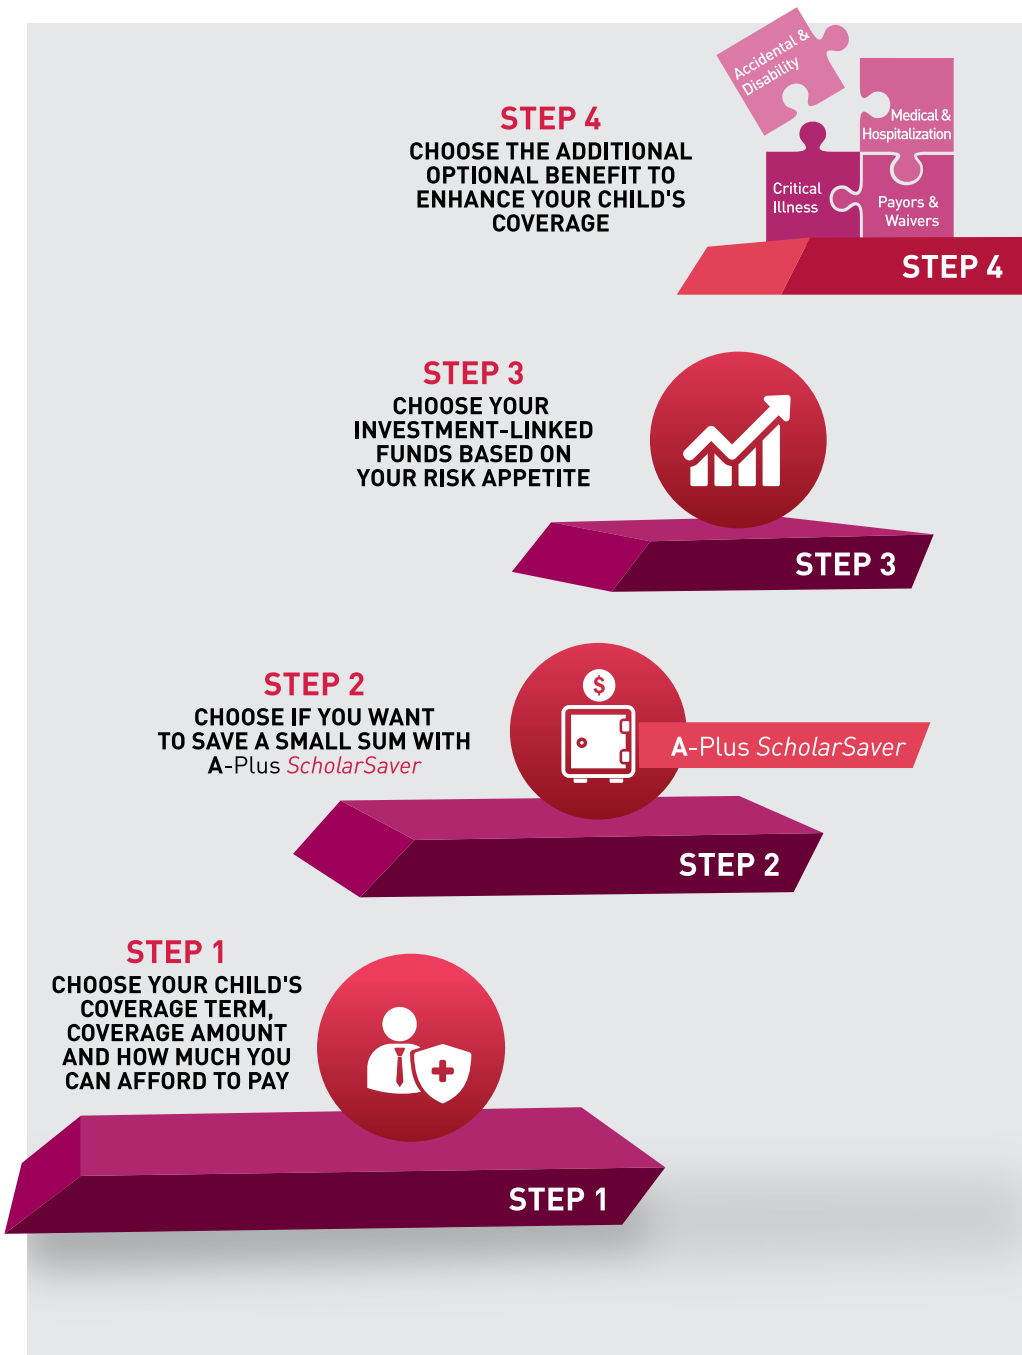 Accidental &
Disability
Medical &
Hospitalization
Critical
Illness
Payors &
Waivers
STEP 4
CHOOSE THE ADDITIONAL
OPTIONAL BENEFIT TO
ENHANCE YOUR CHILD'S
COVERAGE
STEP 4
STEP 3
CHOOSE YOUR
INVESTMENT-LINKED
FUNDS BASED ON
YOUR RISK APPETITE
STEP 3
STEP 2
CHOOSE IF YOU WANT
TO SAVE A SMALL SUM WITH
A-Plus ScholarSaver
$
A-Plus ScholarSaver
STEP 2
STEP 1
CHOOSE YOUR CHILD'S
COVERAGE TERM,
COVERAGE AMOUNT
AND HOW MUCH YOU
CAN AFFORD TO PAY
STEP 1